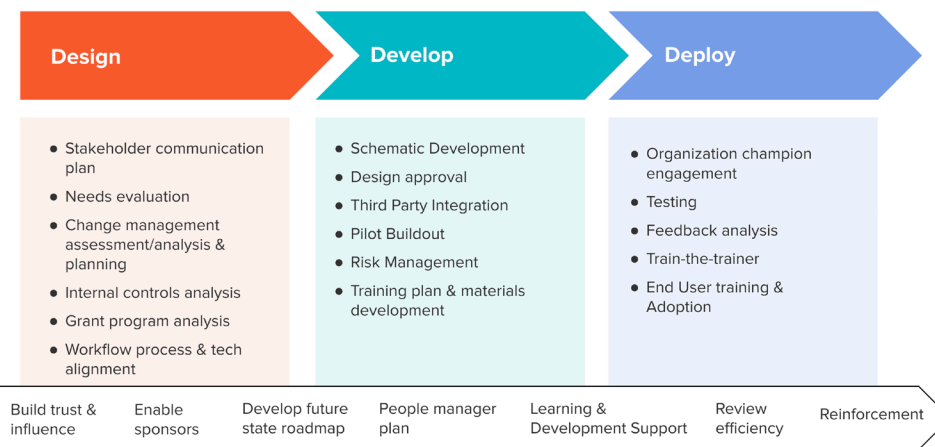 Design
Stakeholder communication
plan
Needs evaluation
Change management
assessment/analysis &
planning
Internal controls analysis
Grant program analysis
Workflow process & tech
alignment
Develop
Schematic Development
Design approval
Third Party Integration
Pilot Buildout
Risk Management
Training plan & materials
development
Deploy
Organization champion
engagement
Testing
Feedback analysis
Train-the-trainer
End User training &
Adoption
Build trust &
influence
Enable
sponsors
Develop future
state roadmap
People manager
plan
Learning &
Development Support
Review
efficiency
Reinforcement